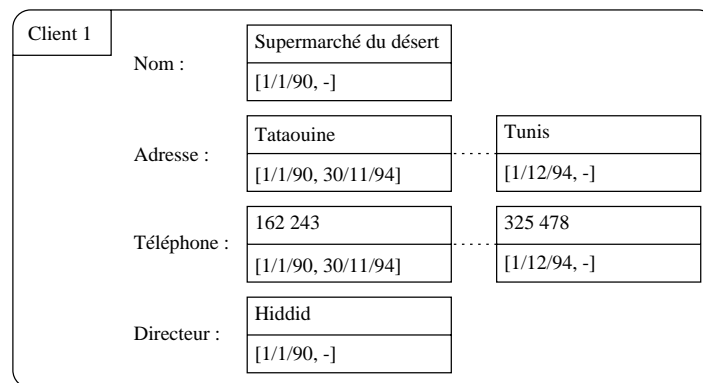 Client 1
Nom :
Supermarché du désert
[1/1/90, -]
Adresse :
Tataouine
[1/1/90, 30/11/94]
Tunis
[1/12/94, -]
Téléphone :
162 243
[1/1/90, 30/11/94]
325 478
[1/12/94, -]
Directeur :
Hiddid
[1/1/90, -]